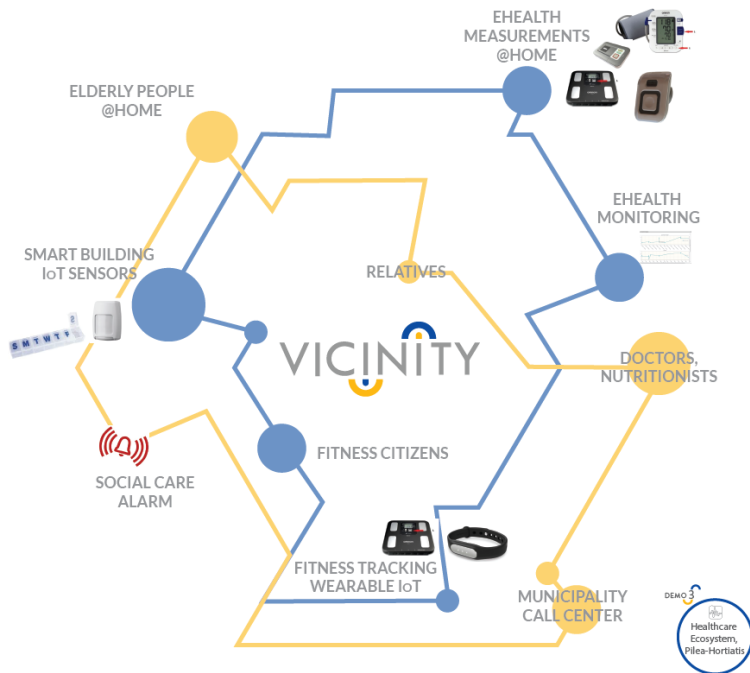 EHEALTH
MEASUREMENTS
@HOME
ELDERLY PEOPLE
@HOME
EHEALTH
MONITORING
SMART BUILDING
IoT SENSORS
S M T W T F
RELATIVES
VICINITY
DOCTORS,
NUTRITIONISTS
FITNESS CITIZENS
SOCIAL CARE
ALARM
FITNESS TRACKING
WEARABLE IoT
MUNICIPALITY
CALL CENTER
DEMO 3
Healthcare
Ecosystem,
Pilea-Hortiatis